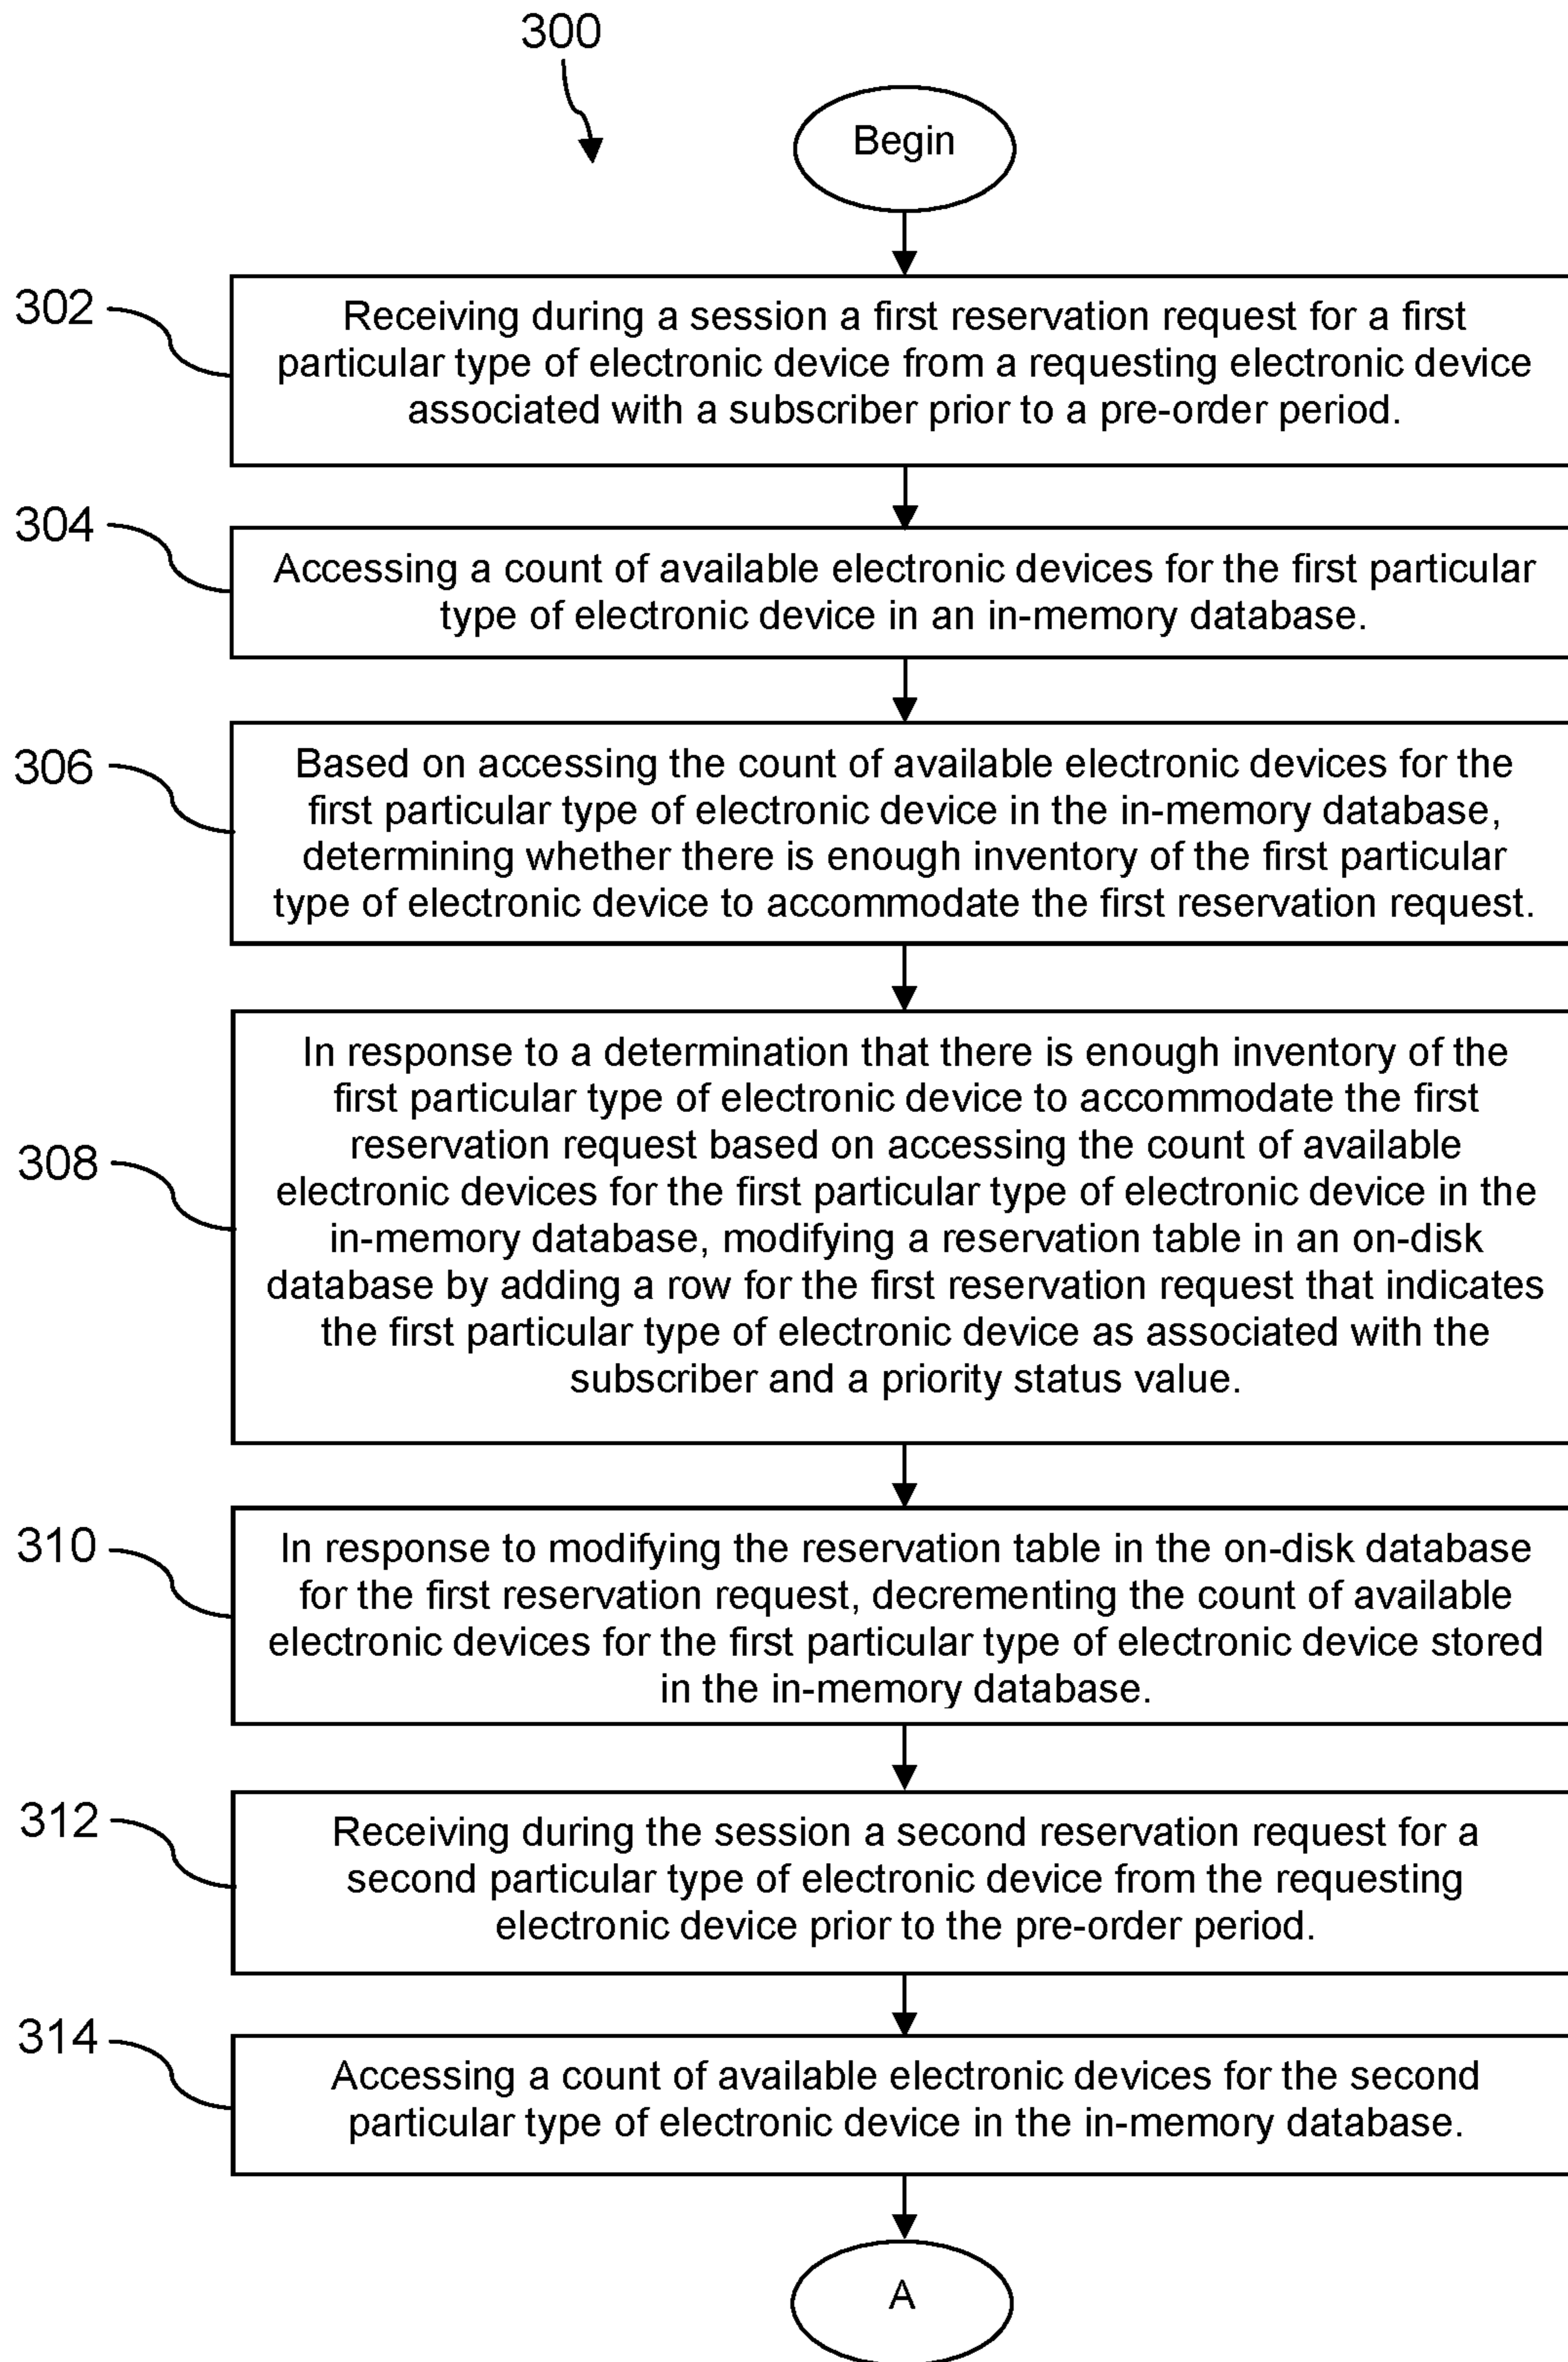 300
Begin
302
Receiving during a session a first reservation request for a first
particular type of electronic device from a requesting electronic device
associated with a subscriber prior to a pre-order period.
304
Accessing a count of available electronic devices for the first particular
type of electronic device in an in-memory database.
306
Based on accessing the count of available electronic devices for the
first particular type of electronic device in the in-memory database,
determining whether there is enough inventory of the first particular
type of electronic device to accommodate the first reservation request.
308
In response to a determination that there is enough inventory of the
first particular type of electronic device to accommodate the first
reservation request based on accessing the count of available
electronic devices for the first particular type of electronic device in the
in-memory database, modifying a reservation table in an on-disk
database by adding a row for the first reservation request that indicates
the first particular type of electronic device as associated with the
subscriber and a priority status value.
310
In response to modifying the reservation table in the on-disk database
for the first reservation request, decrementing the count of available
electronic devices for the first particular type of electronic device stored
in the in-memory database.
312
Receiving during the session a second reservation request for a
second particular type of electronic device from the requesting
electronic device prior to the pre-order period.
314
Accessing a count of available electronic devices for the second
particular type of electronic device in the in-memory database.
A